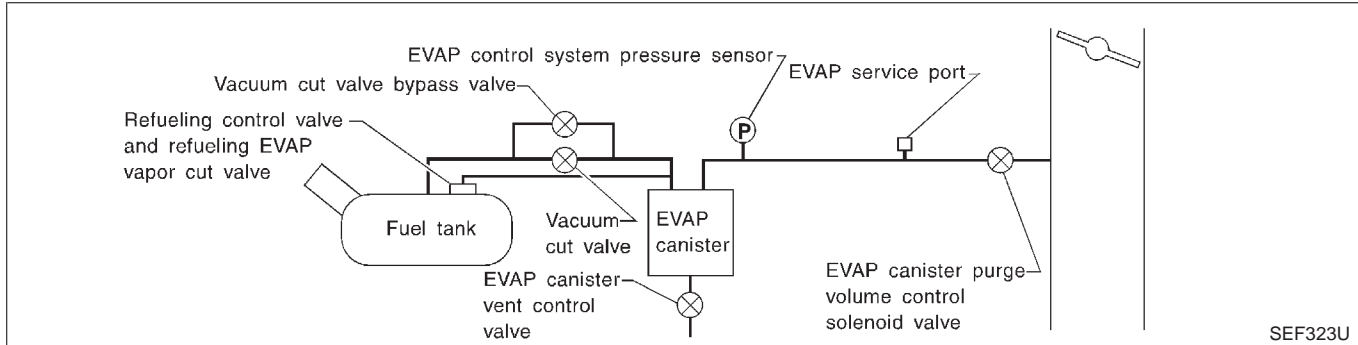 EVAP control system pressure sensor
EVAP service port
Vacuum cut valve bypass valve
Refueling control valve
and refueling EVAP
vapor cut valve
P
Fuel tank
Vacuum
cut valve
EVAP
canister
EVAP canister
vent control
valve
EVAP canister purge
volume control
solenoid valve
SEF323U